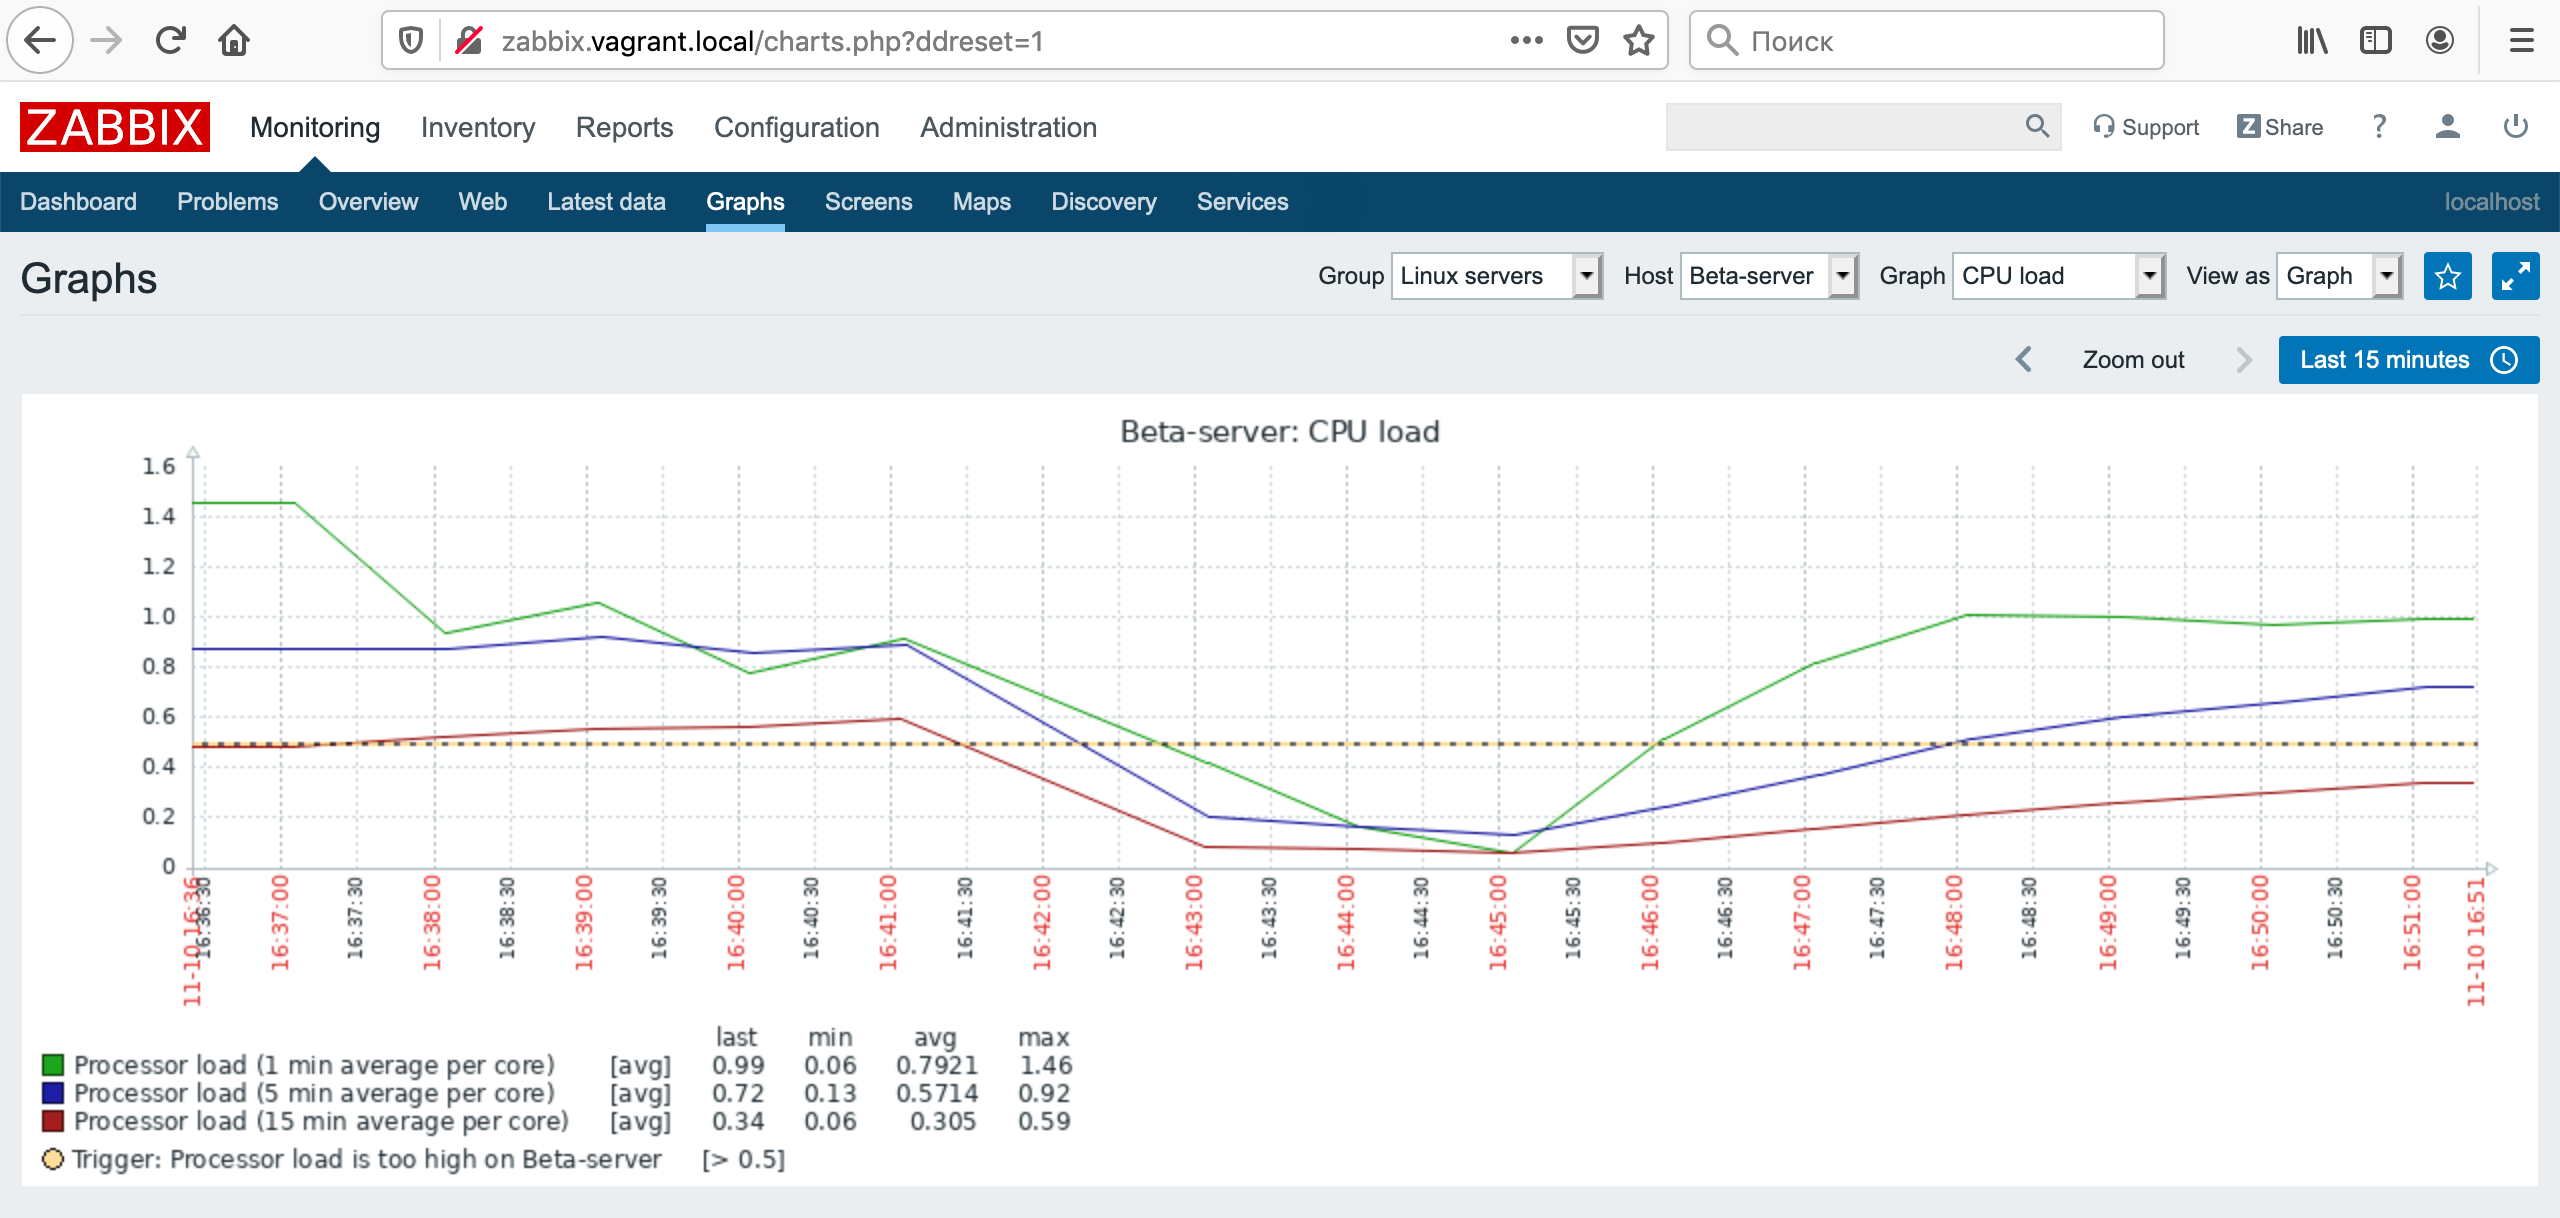 zabbix.vagrant.local/charts.php?ddreset=1 Поиск
ZABBIX Monitoring Inventory Reports Configuration Administration Support Z Share ?
Dashboard Problems Overview Web Latest data Graphs Screens Maps Discovery Services localhost
Graphs Group Linux servers Host Beta-server Graph CPU load View as Graph
Zoom out Last 15 minutes
Beta-server: CPU load
1.6
1.4
1.2
1.0
0.8
0.6
0.4
0.2
0
11-10 16:36 16:36:30 16:37:00 16:37:30 16:38:00 16:38:30 16:39:00 16:39:30 16:40:00 16:40:30 16:41:00 16:41:30 16:42:00 16:42:30 16:43:00 16:43:30 16:44:00 16:44:30 16:45:00 16:45:30 16:46:00 16:46:30 16:47:00 16:47:30 16:48:00 16:48:30 16:49:00 16:49:30 16:50:00 16:50:30 16:51:00 11-10 16:51
last min avg max
Processor load (1 min average per core) [avg] 0.99 0.06 0.7921 1.46
Processor load (5 min average per core) [avg] 0.72 0.13 0.5714 0.92
Processor load (15 min average per core) [avg] 0.34 0.06 0.305 0.59
Trigger: Processor load is too high on Beta-server [> 0.5]